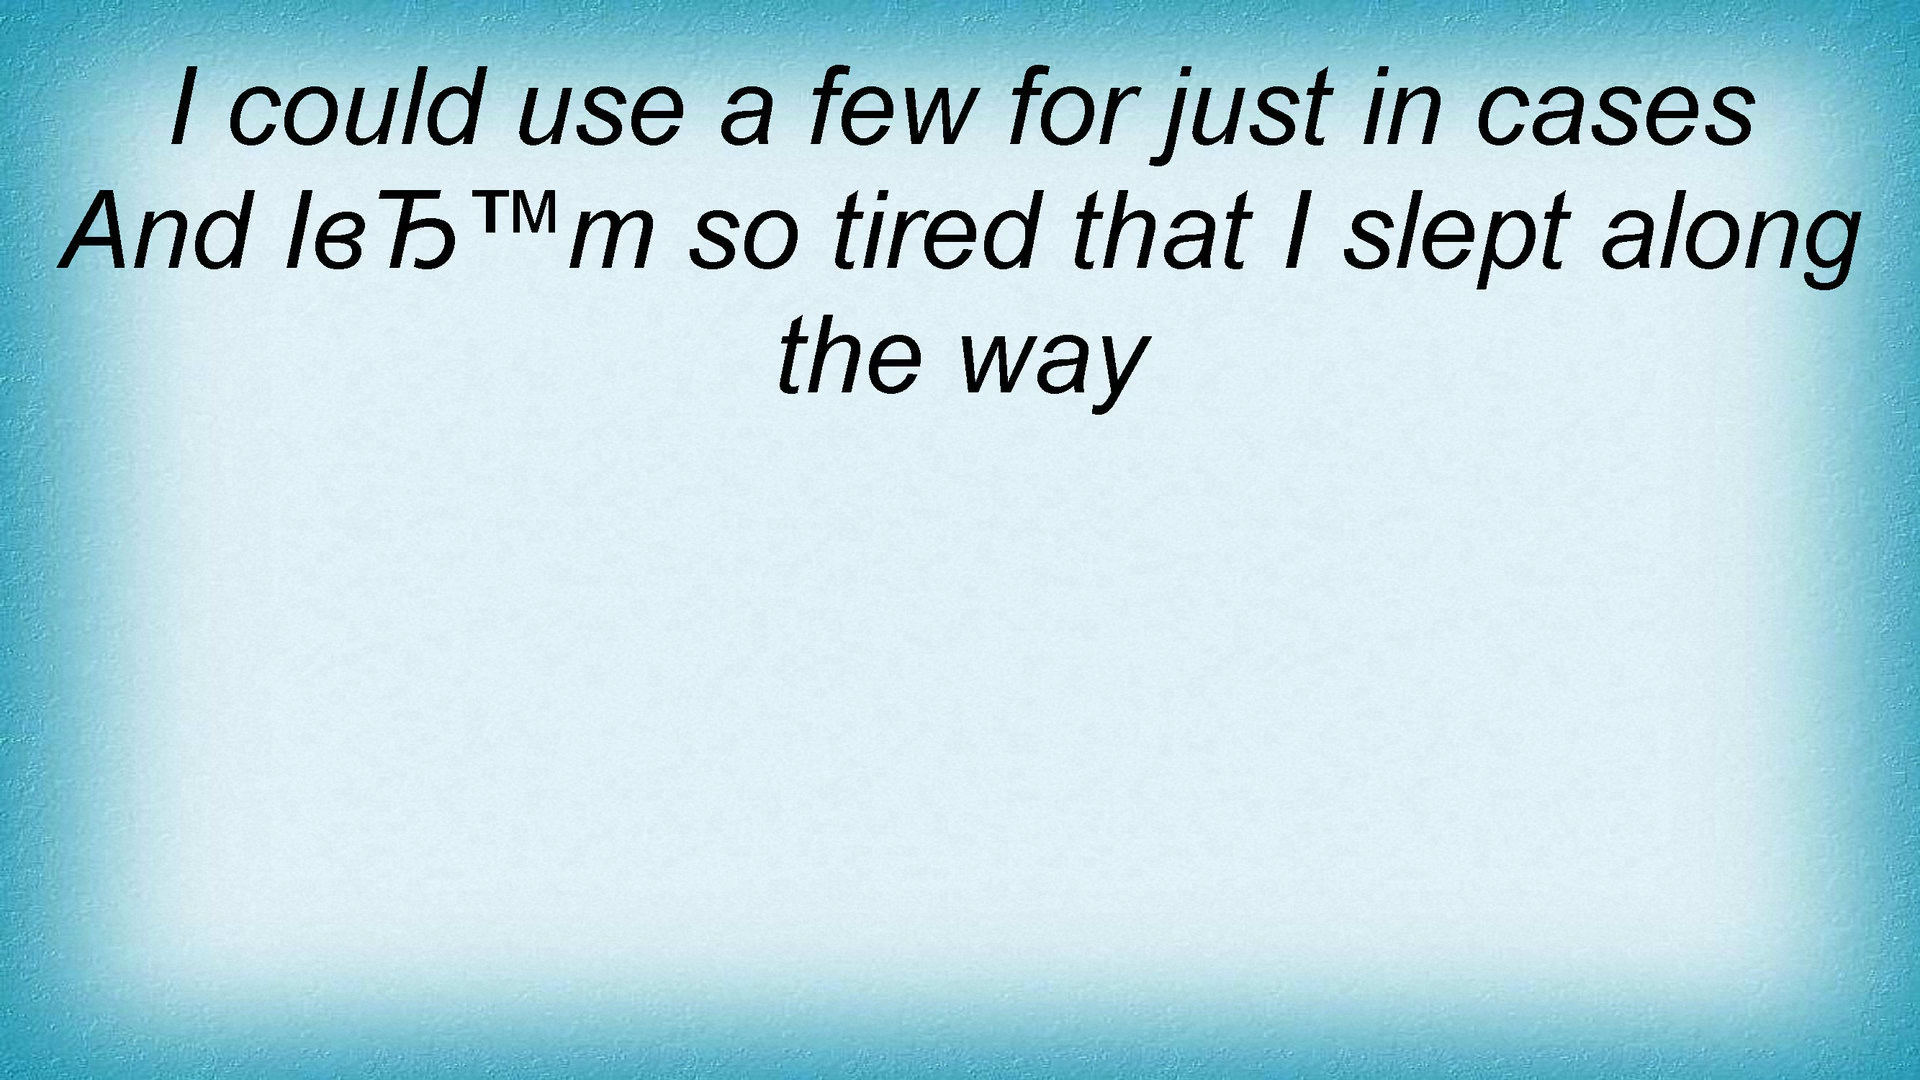 I could use a few for just in cases
And IвЂ™m so tired that I slept along
the way